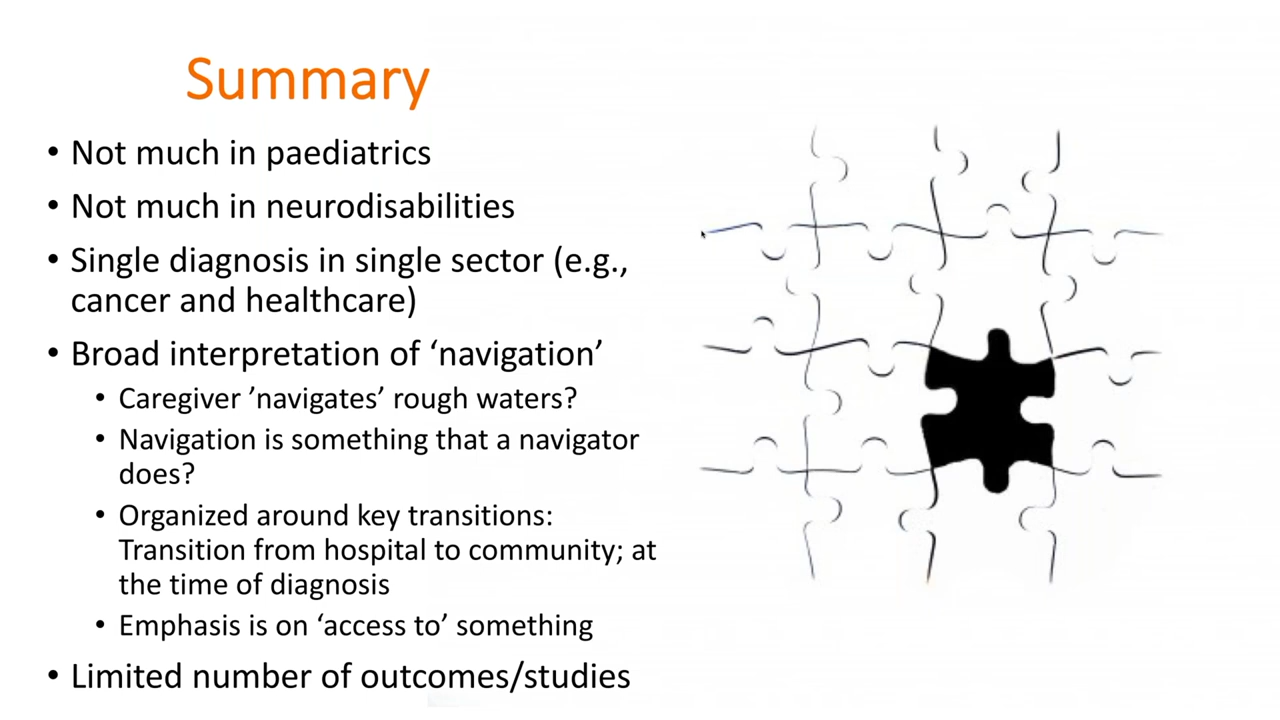 Summary
• Not much in paediatrics
• Not much in neurodisabilities
• Single diagnosis in single sector (e.g.,
cancer and healthcare)
• Broad interpretation of ‘navigation’
• Caregiver ’navigates’ rough waters?
• Navigation is something that a navigator
does?
• Organized around key transitions:
Transition from hospital to community; at
the time of diagnosis
• Emphasis is on ‘access to’ something
• Limited number of outcomes/studies